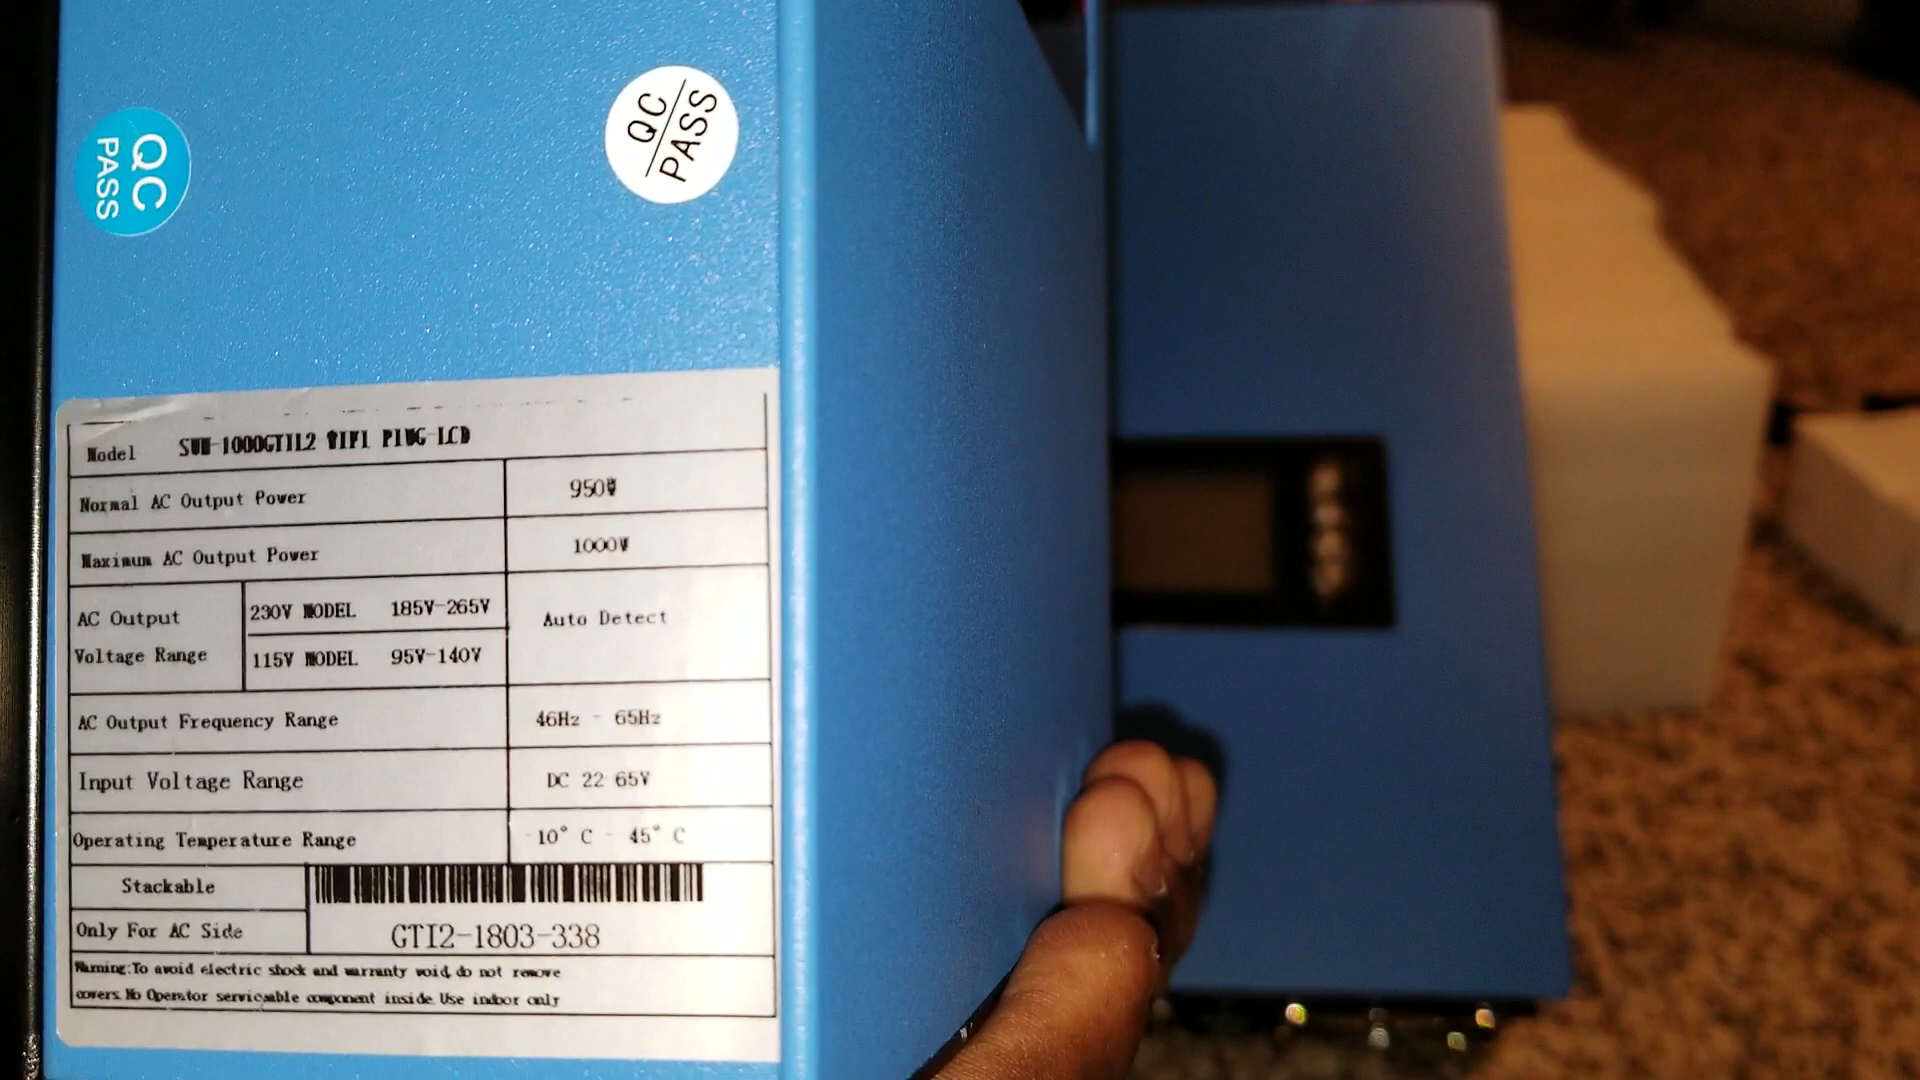 QC
PASS
QC
PASS
Model SUN-1000GTIL2 WIFI PLUG-LCD
Normal AC Output Power 950W
Maximum AC Output Power 1000W
AC Output
Voltage Range
230V MODEL 185V-265V
115V MODEL 95V-140V
Auto Detect
AC Output Frequency Range 46Hz - 65Hz
Input Voltage Range DC 22 65V
Operating Temperature Range -10° C - 45° C
Stackable
Only For AC Side
GTI2-1803-338
Warning:To avoid electric shock and warranty void, do not remove
covers. No Operator servicable component inside. Use indoor only